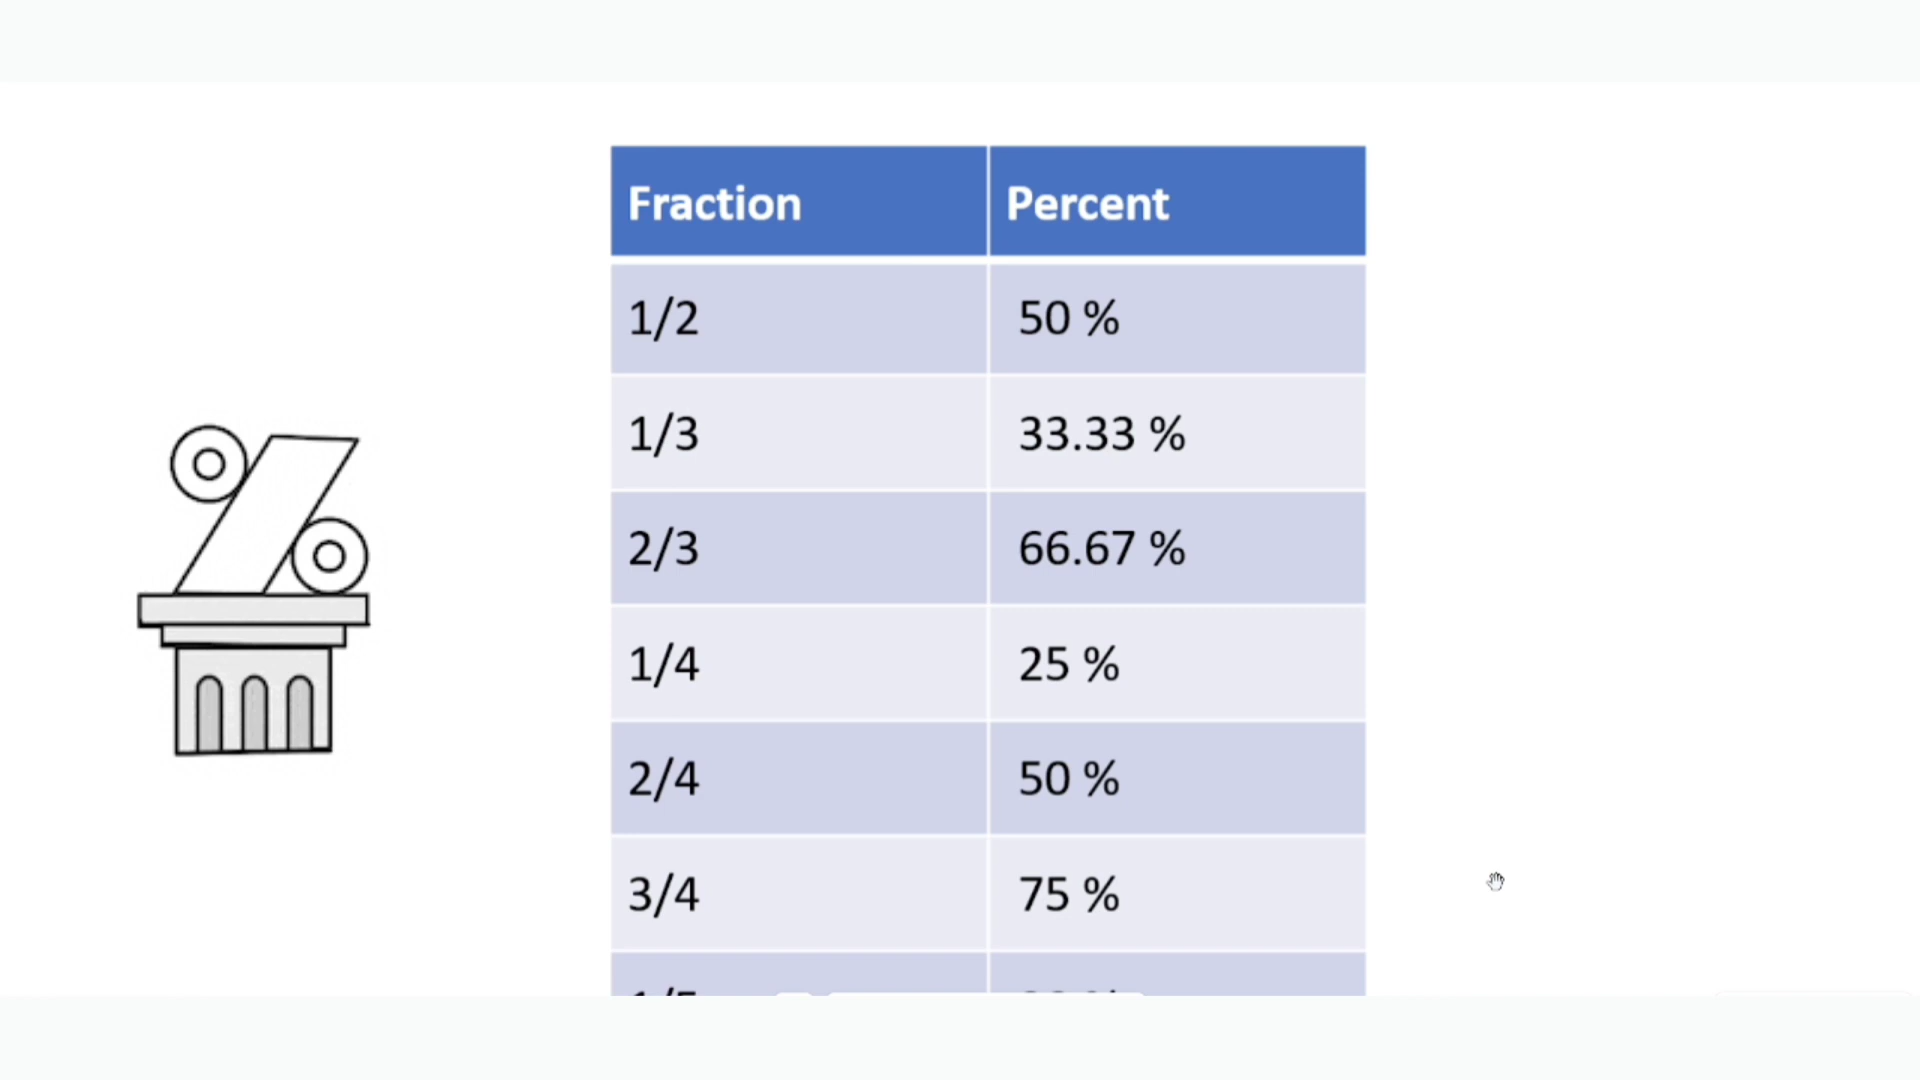 Fraction Percent
1/2 50 %
1/3 33.33 %
2/3 66.67 %
1/4 25 %
2/4 50 %
3/4 75 %